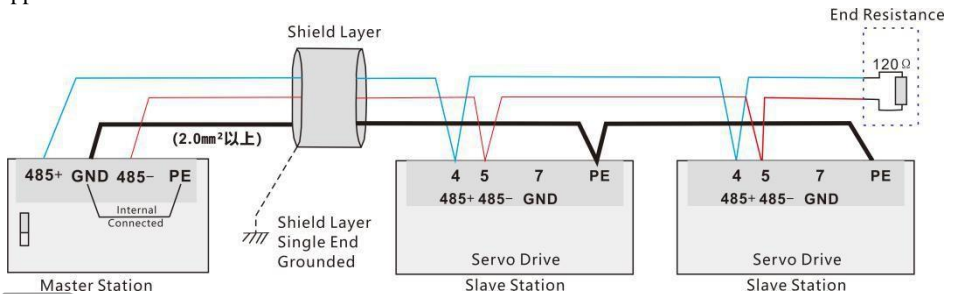 End Resistance
Shield Layer
120Ω
(2.0mm²以上)
485+ GND 485- PE
Internal
Connected
4 5 7 PE
485+ 485- GND
4 5 7 PE
485+ 485- GND
Shield Layer
Single End
Grounded
Servo Drive
Servo Drive
Master Station
Slave Station
Slave Station